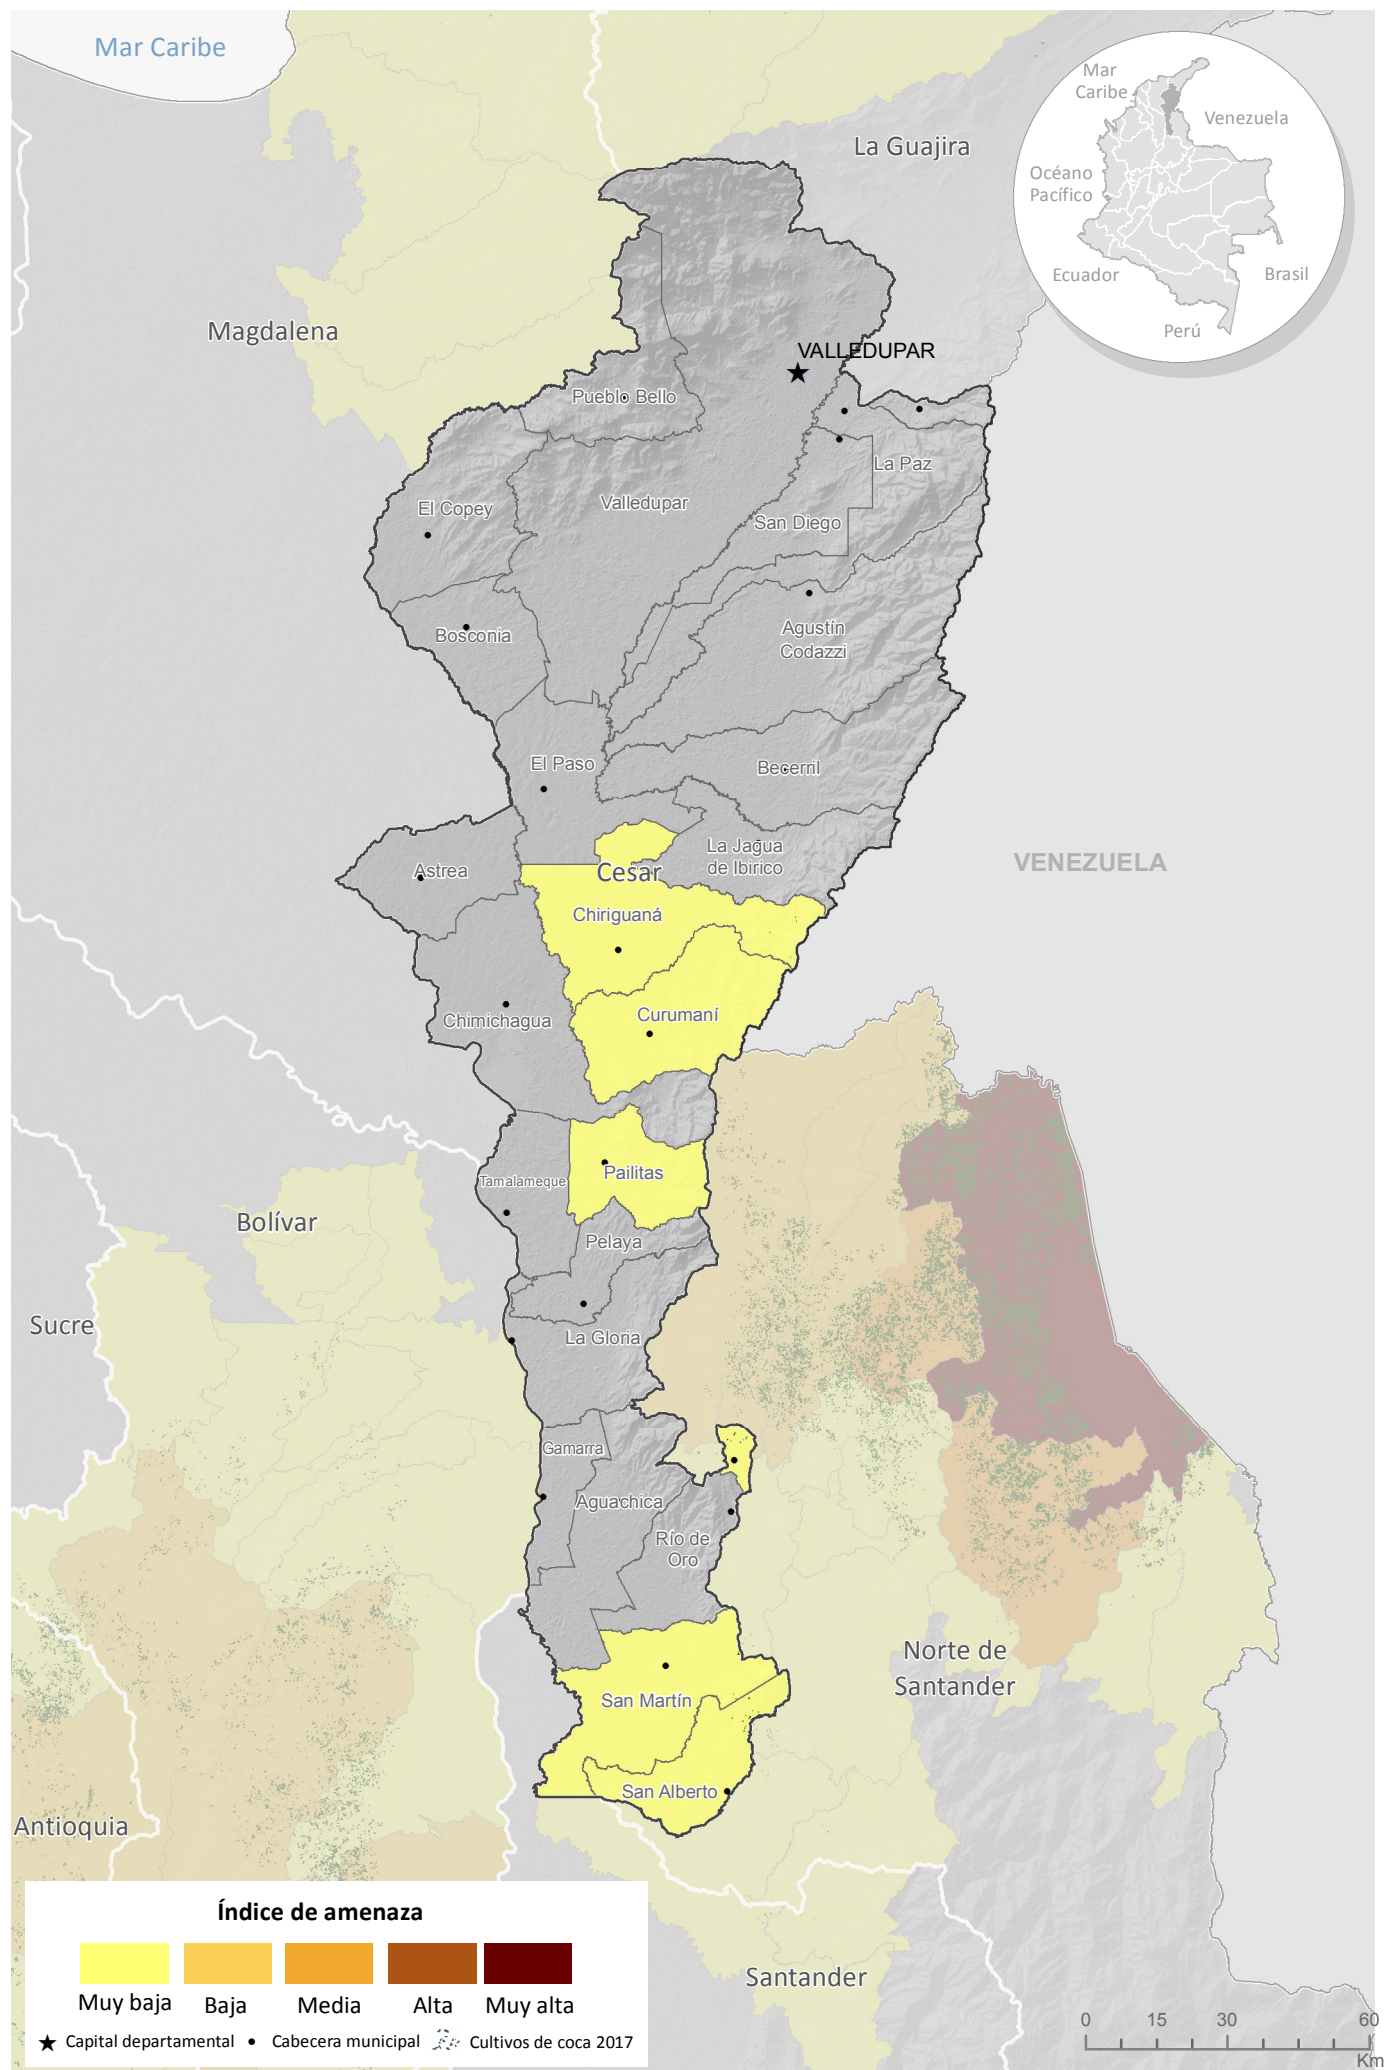 Mar Caribe
Mar
Caribe
Venezuela
La Guajira
Océano
Pacífico
Ecuador
Brasil
Perú
Magdalena
VALLEDUPAR
Pueblo Bello
La Paz
El Copey
Valledupar
San Diego
Bosconia
Agustín
Codazzi
El Paso
Becerril
La Jagua
de Ibirico
VENEZUELA
Astrea
Cesar
Chiriguaná
Chimichagua
Curumaní
Pailitas
Tamalameque
Bolívar
Pelaya
Sucre
La Gloria
Gamarra
Aguachica
Río de
Oro
Norte de
Santander
San Martín
San Alberto
Antioquia
Santander
Índice de amenaza
Muy baja
Baja
Media
Alta
Muy alta
Capital departamental
Cabecera municipal
Cultivos de coca 2017
0 15 30 60
Km